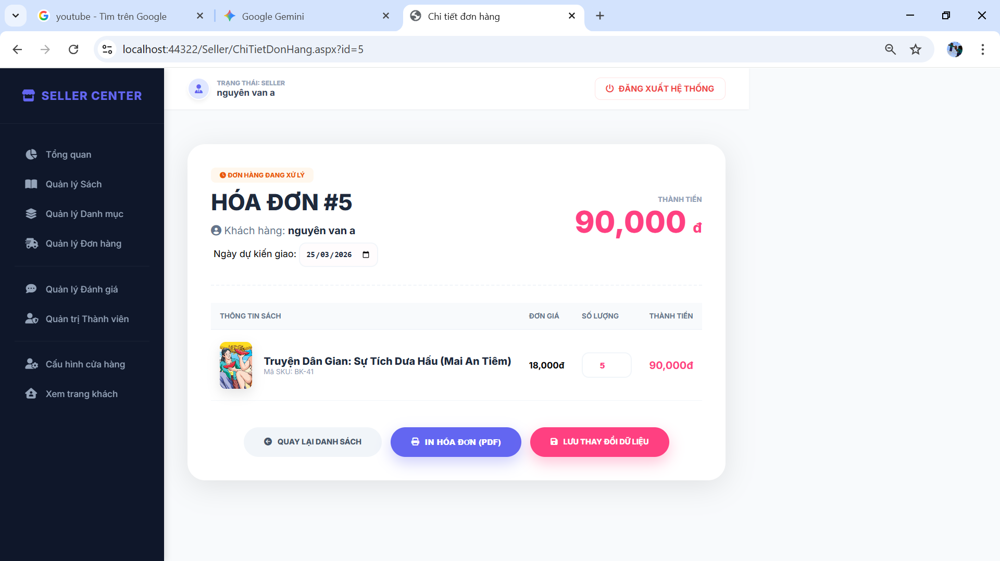 youtube - Tìm trên Google
Google Gemini
Chi tiết đơn hàng
localhost:44322/Seller/ChiTietDonHang.aspx?id=5
SELLER CENTER
TRẠNG THÁI: SELLER
nguyên van a
ĐĂNG XUẤT HỆ THỐNG
Tổng quan
Quản lý Sách
Quản lý Danh mục
Quản lý Đơn hàng
Quản lý Đánh giá
Quản trị Thành viên
Cấu hình cửa hàng
Xem trang khách
ĐƠN HÀNG ĐANG XỬ LÝ
HÓA ĐƠN #5
Khách hàng: nguyên van a
Ngày dự kiến giao: 25/03/2026
THÀNH TIỀN
90,000 đ
THÔNG TIN SÁCH ĐƠN GIÁ SỐ LƯỢNG THÀNH TIỀN
Truyện Dân Gian: Sự Tích Dưa Hấu (Mai An Tiêm) 18,000đ 5 90,000đ
Mã SKU: BK-41
QUAY LẠI DANH SÁCH
IN HÓA ĐƠN (PDF)
LƯU THAY ĐỔI DỮ LIỆU